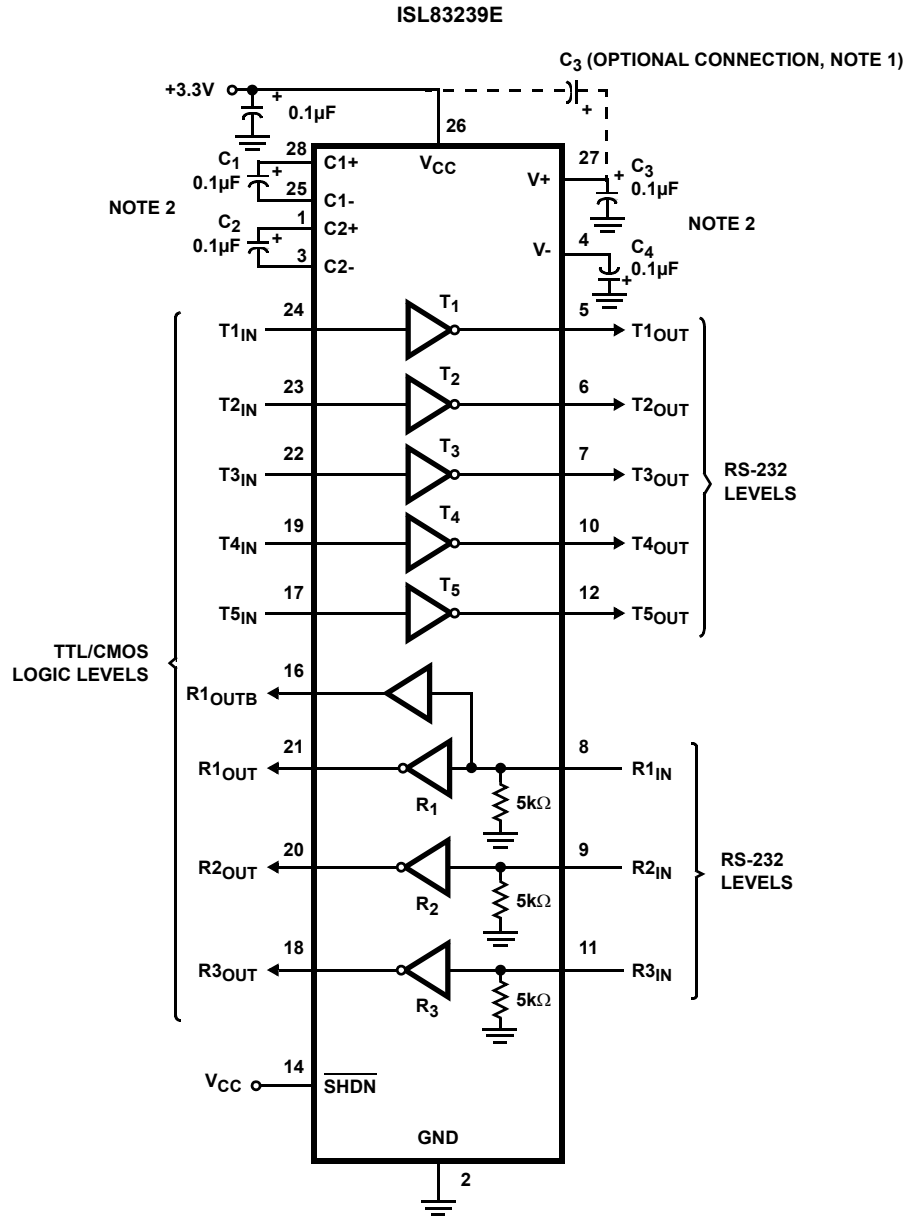 ISL83239E
C3 (OPTIONAL CONNECTION, NOTE 1)
+3.3V
+
0.1µF
+
26
28
C1
0.1µF
+
C1+
VCC
27
V+
+
C3
0.1µF
25
C1-
NOTE 2
1
C2
0.1µF
+
C2+
NOTE 2
4
V-
C4
0.1µF
+
3
C2-
24
T1IN
T1
5
T1OUT
23
T2IN
T2
6
T2OUT
22
T3IN
T3
7
T3OUT
RS-232
LEVELS
19
T4IN
T4
10
T4OUT
17
T5IN
T5
12
T5OUT
TTL/CMOS
LOGIC LEVELS
16
R1OUTB
21
R1OUT
R1
8
R1IN
5kΩ
20
R2OUT
R2
9
R2IN
5kΩ
RS-232
LEVELS
18
R3OUT
R3
11
R3IN
5kΩ
14
VCC
SHDN
GND
2